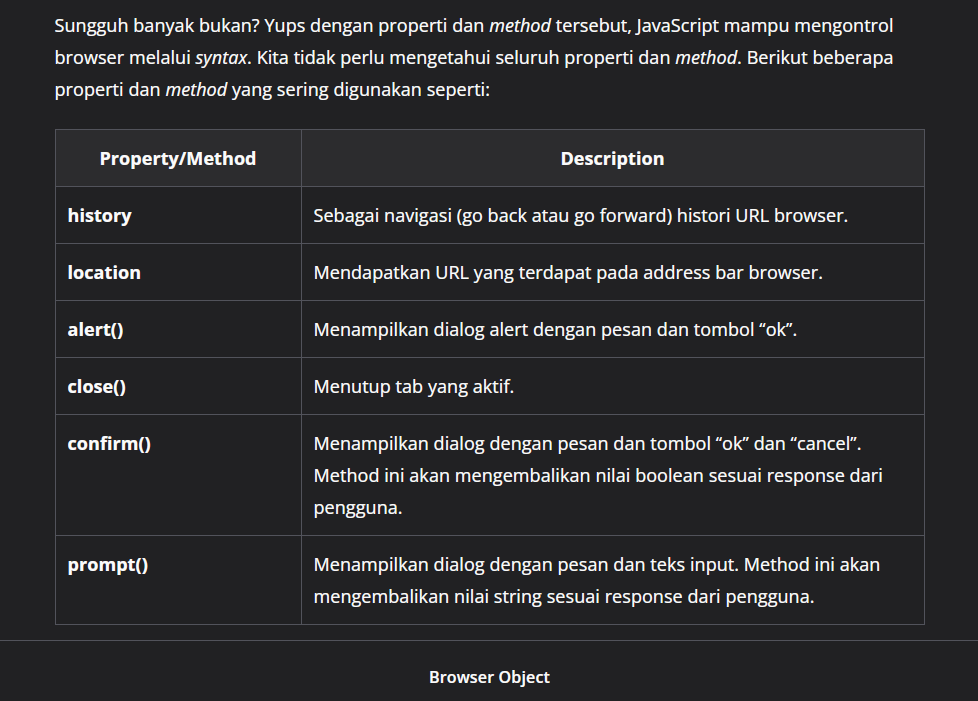 Sungguh banyak bukan? Yups dengan properti dan method tersebut, JavaScript mampu mengontrol
browser melalui syntax. Kita tidak perlu mengetahui seluruh properti dan method. Berikut beberapa
properti dan method yang sering digunakan seperti:
Property/Method
Description
history
Sebagai navigasi (go back atau go forward) histori URL browser.
location
Mendapatkan URL yang terdapat pada address bar browser.
alert()
Menampilkan dialog alert dengan pesan dan tombol “ok”.
close()
Menutup tab yang aktif.
confirm()
Menampilkan dialog dengan pesan dan tombol “ok” dan “cancel”.
Method ini akan mengembalikan nilai boolean sesuai response dari
pengguna.
prompt()
Menampilkan dialog dengan pesan dan teks input. Method ini akan
mengembalikan nilai string sesuai response dari pengguna.
Browser Object